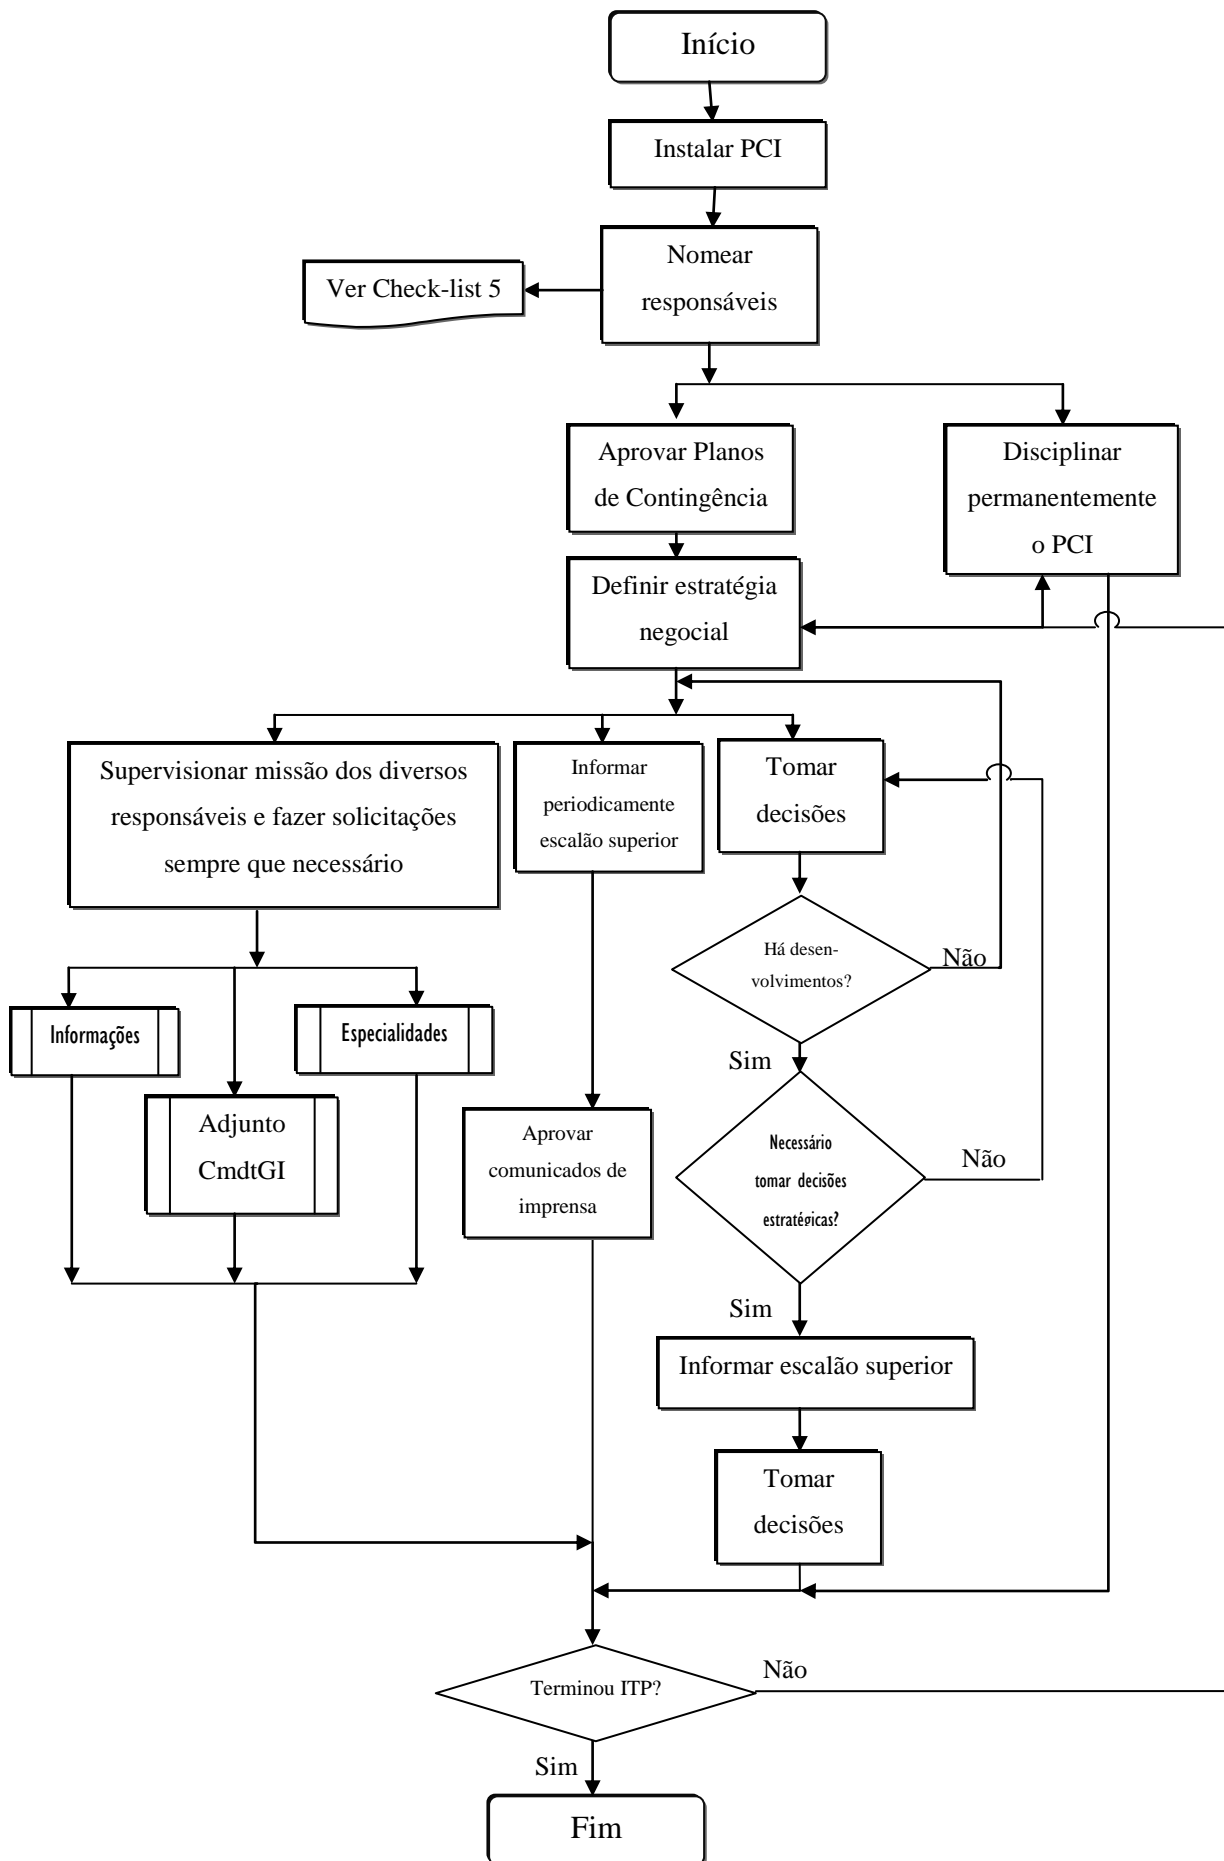 Início
Instalar PCI
Nomear
responsáveis
Ver Check-list 5
Aprovar Planos
de Contingência
Disciplinar
permanentemente
o PCI
Definir estratégia
negocial
Supervisionar missão dos diversos
responsáveis e fazer solicitações
sempre que necessário
Informar
periodicamente
escalão superior
Tomar
decisões
Há desen-
volvimentos?
Não
Sim
Informações
Especialidades
Adjunto
CmdtGI
Aprovar
comunicados de
imprensa
Necessário
tomar decisões
estratégicas?
Não
Sim
Informar escalão superior
Tomar
decisões
Terminou ITP?
Não
Sim
Fim